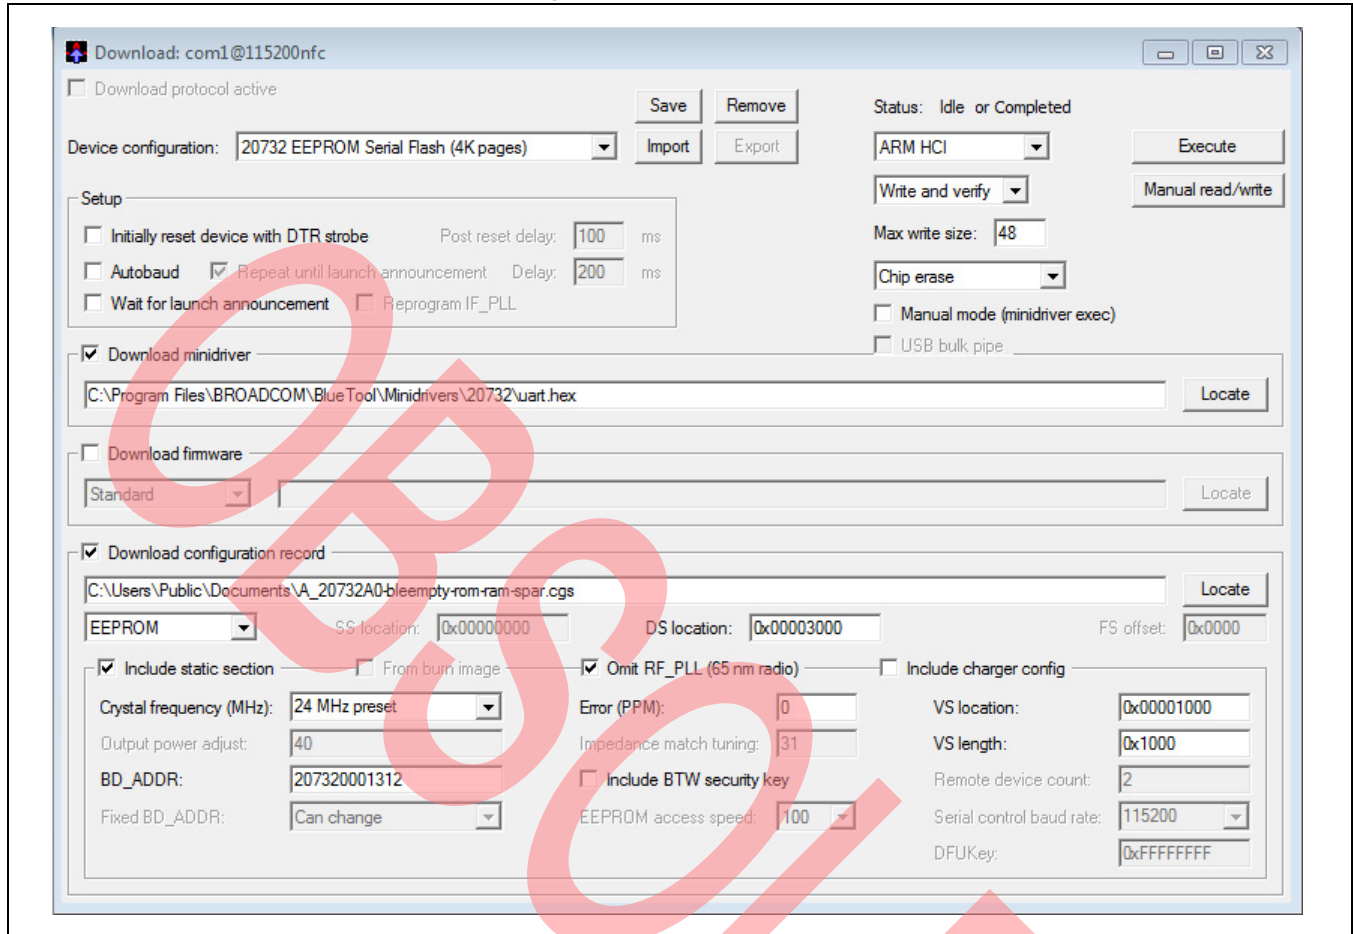 Download: com1@115200nfc
Download protocol active
Save Remove
Status: Idle or Completed
Device configuration: 20732 EEPROM Serial Flash (4K pages) Import Export ARM HCI Execute
Write and verify Manual read/write
Setup
Initially reset device with DTR strobe Post reset delay: 100 ms
Max write size: 48
Autobaud Repeat until launch announcement Delay: 200 ms
Chip erase
Wait for launch announcement Reprogram IF_PLL
Manual mode (minidriver exec)
USB bulk pipe
Download minidriver
C:\Program Files\BROADCOM\BlueTool\Minidrivers\20732\uart.hex Locate
Download firmware
Standard Locate
Download configuration record
C:\Users\Public\Documents\A_20732A0-bleempty-rom-ram-spar.cgs Locate
EEPROM SS location: 0x00000000 DS location: 0x00003000 FS offset: 0x0000
Include static section From burn image Omit RF_PLL (65 nm radio) Include charger config
Crystal frequency (MHz): 24 MHz preset Error (PPM): 0 VS location: 0x00001000
Output power adjust: 40 Impedance match tuning: 31 VS length: 0x1000
BD_ADDR: 207320001312 Include BTW security key Remote device count: 2
Fixed BD_ADDR: Can change EEPROM access speed: 100 Serial control baud rate: 115200
DFUKey: 0xFFFFFFFF
OBSOL